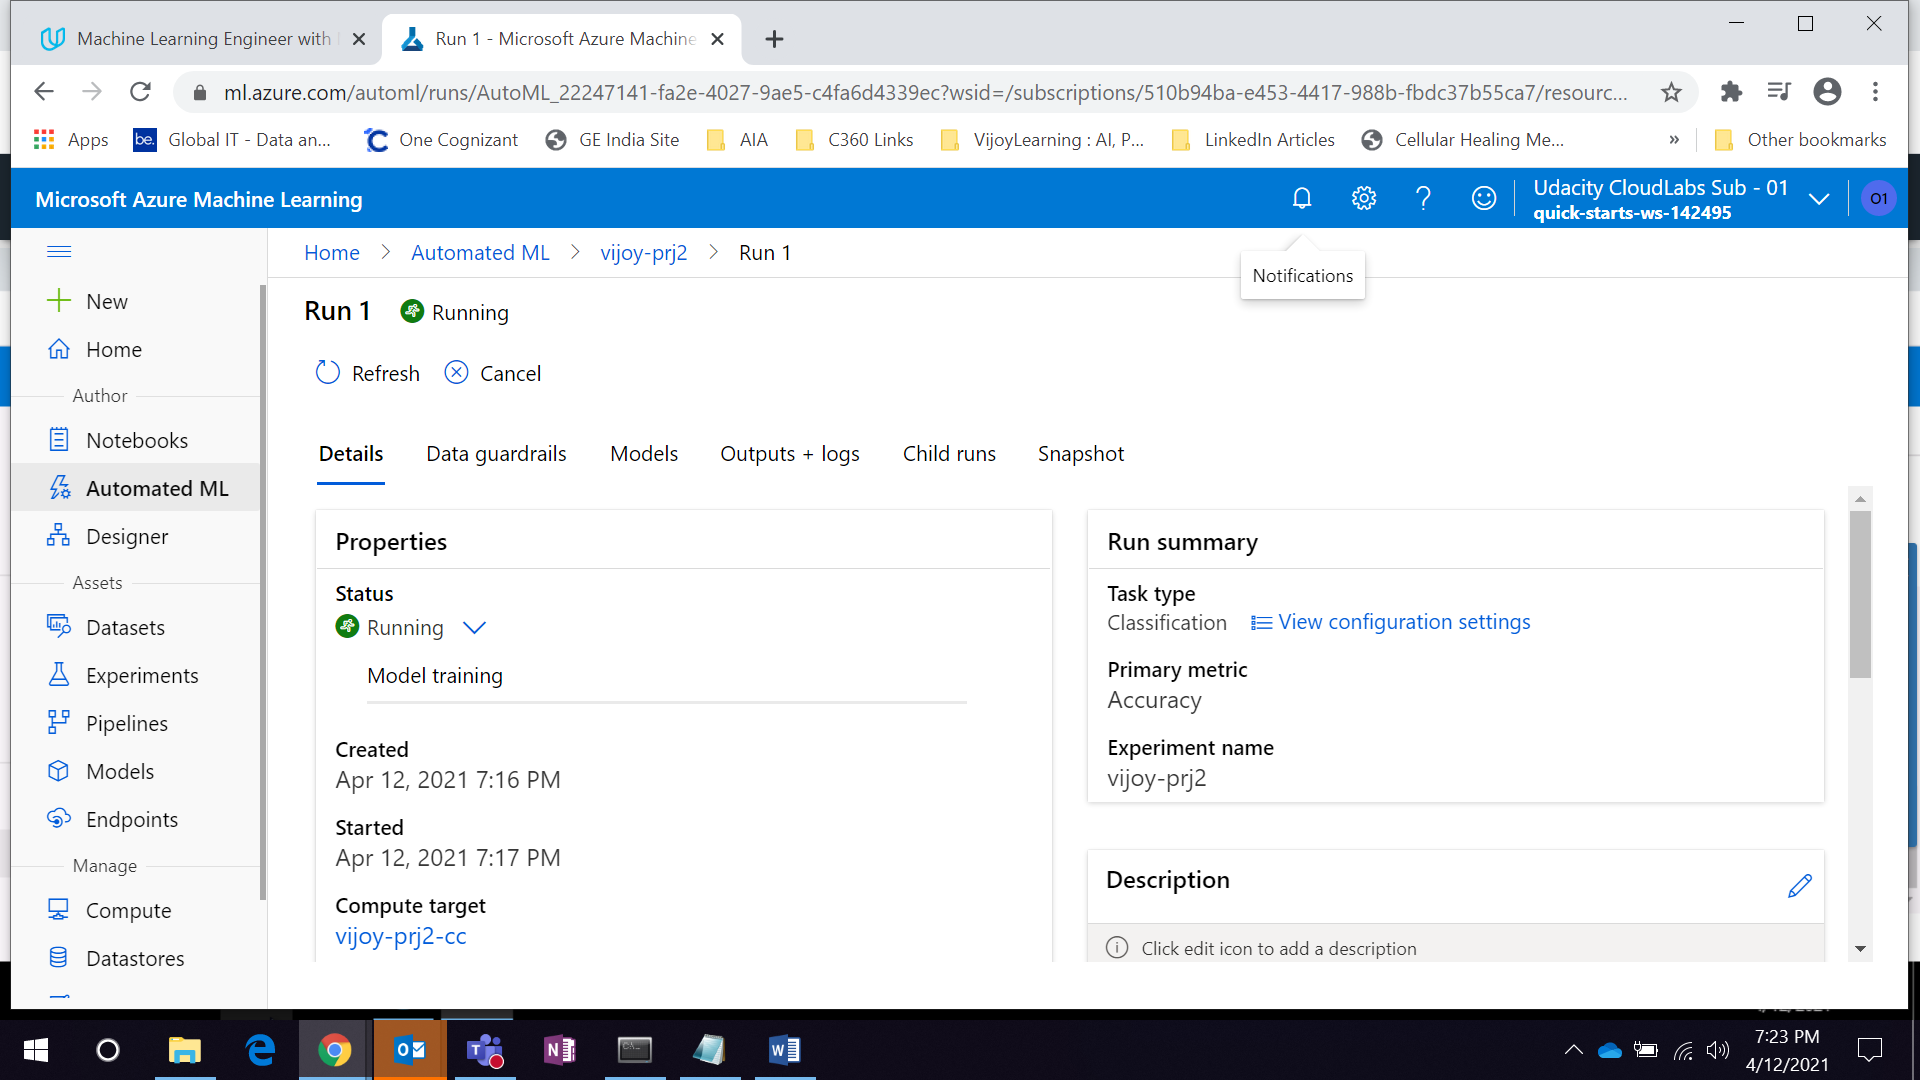 Machine Learning Engineer with
Run 1 - Microsoft Azure Machine
ml.azure.com/automl/runs/AutoML_22247141-fa2e-4027-9ae5-c4fa6d4339ec?wsid=/subscriptions/510b94ba-e453-4417-988b-fbdc37b55ca7/resourc...
Apps
be.
Global IT - Data an...
One Cognizant
GE India Site
AIA
C360 Links
VijoyLearning : AI, P...
LinkedIn Articles
Cellular Healing Me...
»
Other bookmarks
Microsoft Azure Machine Learning
Udacity CloudLabs Sub - 01
quick-starts-ws-142495
O1
Notifications
Home > Automated ML > vijoy-prj2 > Run 1
New
Home
Author
Notebooks
Automated ML
Designer
Assets
Datasets
Experiments
Pipelines
Models
Endpoints
Manage
Compute
Datastores
Run 1
Running
Refresh
Cancel
Details
Data guardrails
Models
Outputs + logs
Child runs
Snapshot
Properties
Status
Running
Model training
Created
Apr 12, 2021 7:16 PM
Started
Apr 12, 2021 7:17 PM
Compute target
vijoy-prj2-cc
Run summary
Task type
Classification
View configuration settings
Primary metric
Accuracy
Experiment name
vijoy-prj2
Description
Click edit icon to add a description
7:23 PM
4/12/2021